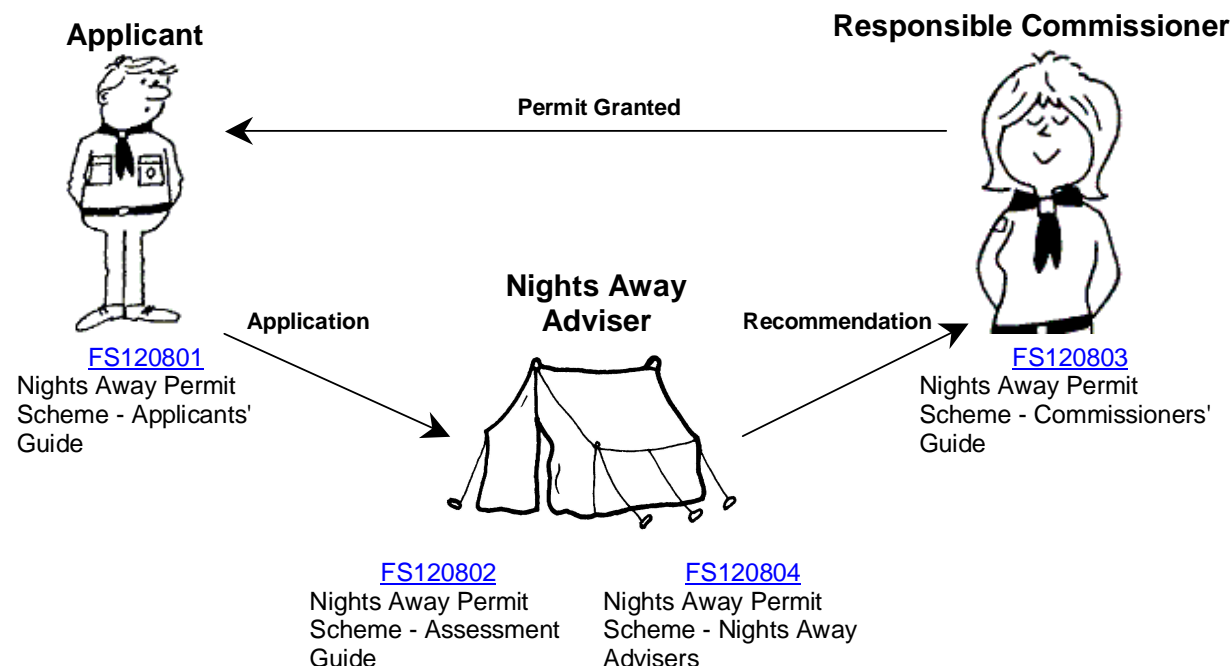 Applicant
Responsible Commissioner
Permit Granted
Nights Away
Adviser
Application
Recommendation
FS120801
Nights Away Permit
Scheme - Applicants'
Guide
FS120803
Nights Away Permit
Scheme - Commissioners'
Guide
FS120802
Nights Away Permit
Scheme - Assessment
Guide
FS120804
Nights Away Permit
Scheme - Nights Away
Advisers